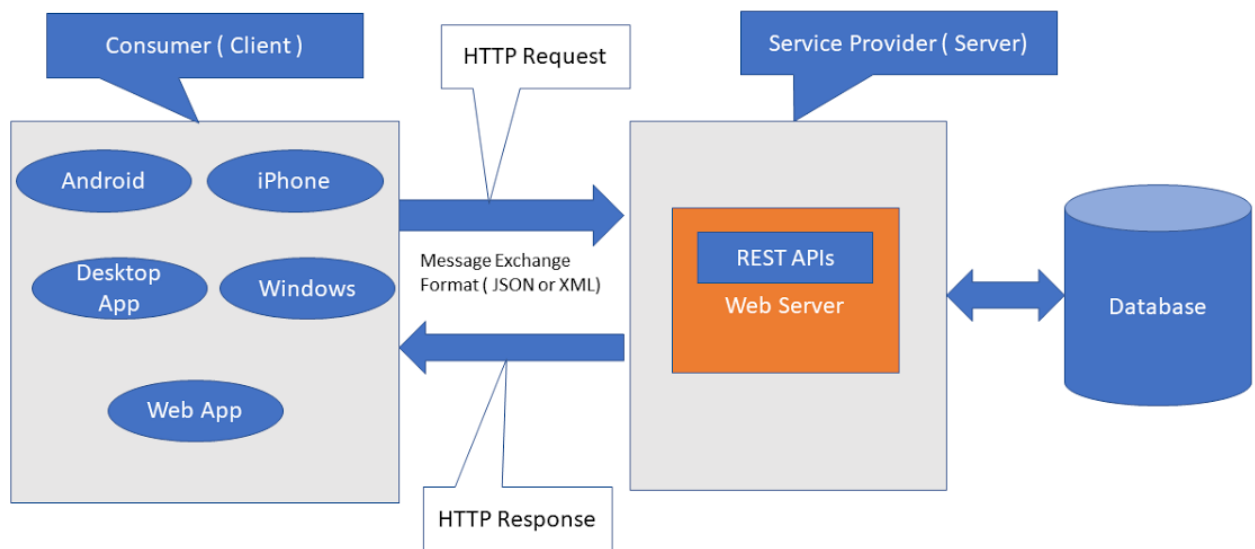 Consumer ( Client )
HTTP Request
Service Provider ( Server)
Android
iPhone
Desktop
App
Windows
Web App
Message Exchange
Format ( JSON or XML)
REST APIs
Web Server
Database
HTTP Response